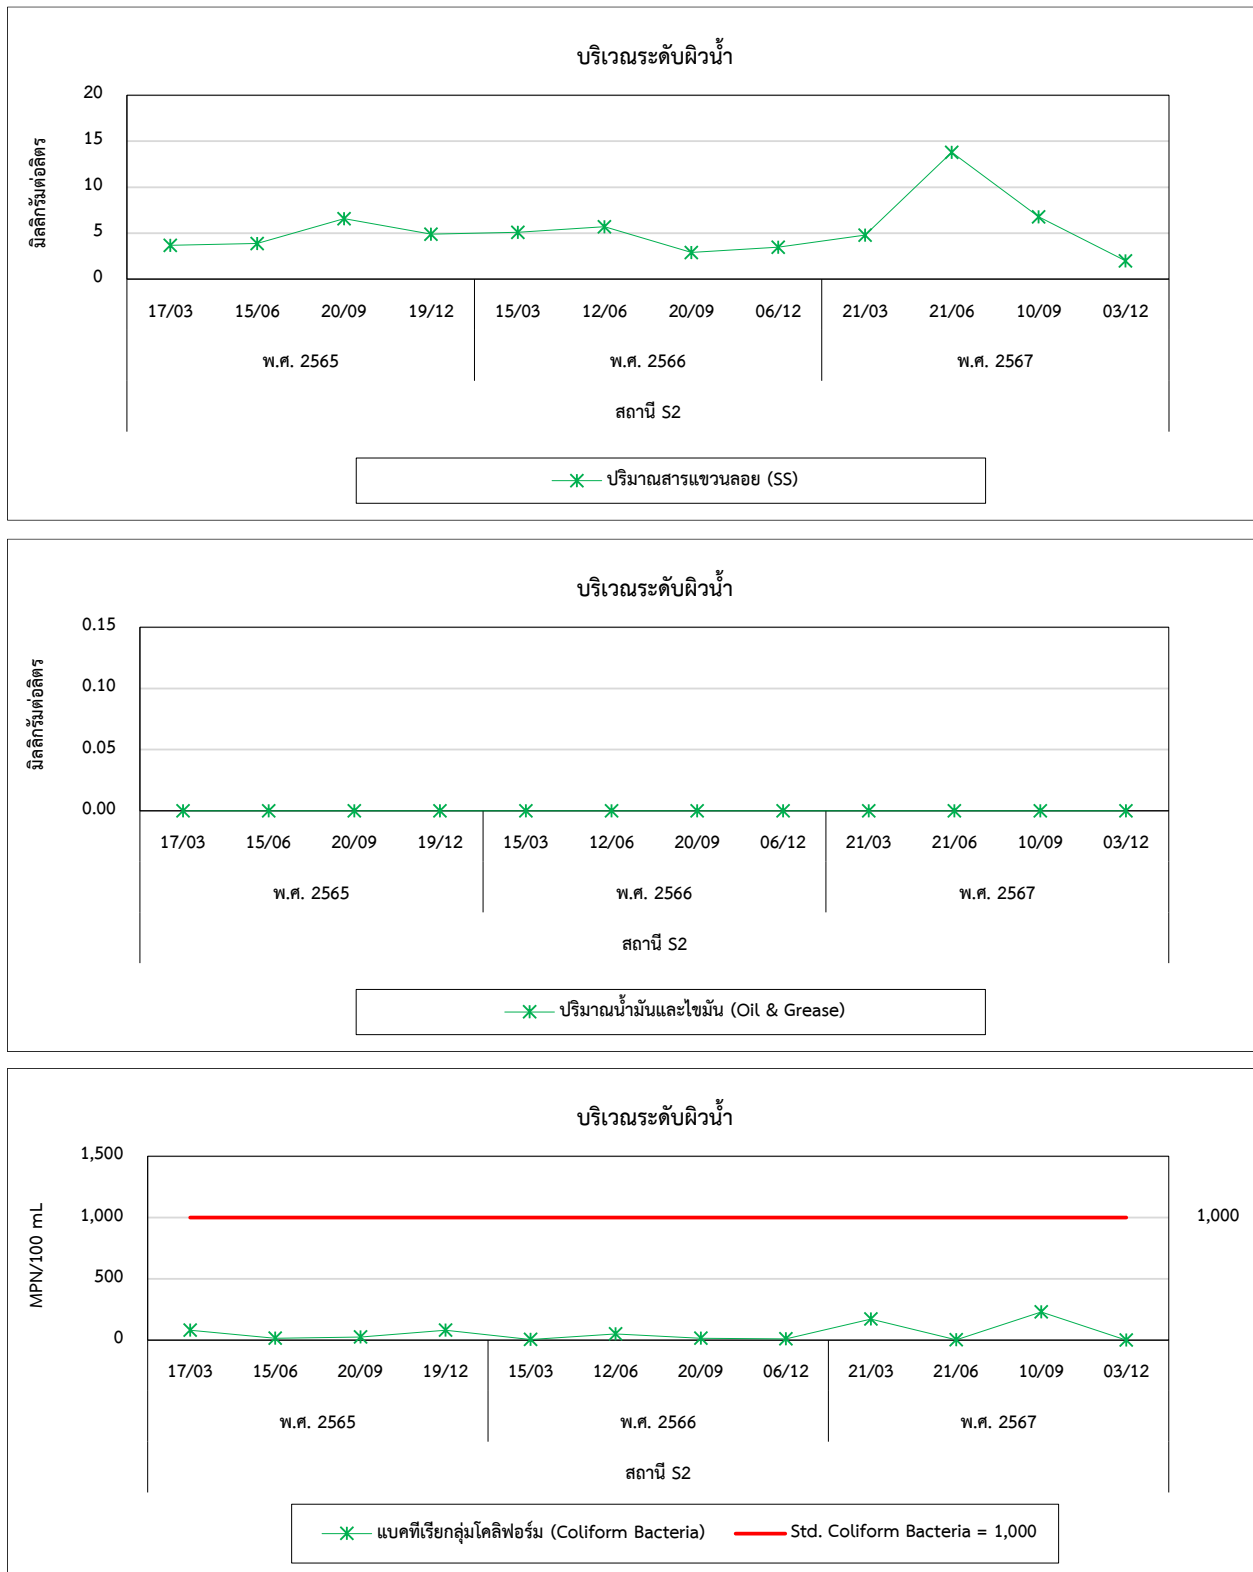 บริเวณระดับผิวน้ำ
มิลลิกรัมต่อลิตร
20
15
10
5
0
17/03 15/06 20/09 19/12 15/03 12/06 20/09 06/12 21/03 21/06 10/09 03/12
พ.ศ. 2565 พ.ศ. 2566 พ.ศ. 2567
สถานี S2
ปริมาณสารแขวนลอย (SS)
บริเวณระดับผิวน้ำ
มิลลิกรัมต่อลิตร
0.15
0.10
0.05
0.00
17/03 15/06 20/09 19/12 15/03 12/06 20/09 06/12 21/03 21/06 10/09 03/12
พ.ศ. 2565 พ.ศ. 2566 พ.ศ. 2567
สถานี S2
ปริมาณน้ำมันและไขมัน (Oil & Grease)
บริเวณระดับผิวน้ำ
MPN/100 mL
1,500
1,000 1,000
500
0
17/03 15/06 20/09 19/12 15/03 12/06 20/09 06/12 21/03 21/06 10/09 03/12
พ.ศ. 2565 พ.ศ. 2566 พ.ศ. 2567
สถานี S2
แบคทีเรียกลุ่มโคลิฟอร์ม (Coliform Bacteria) Std. Coliform Bacteria = 1,000